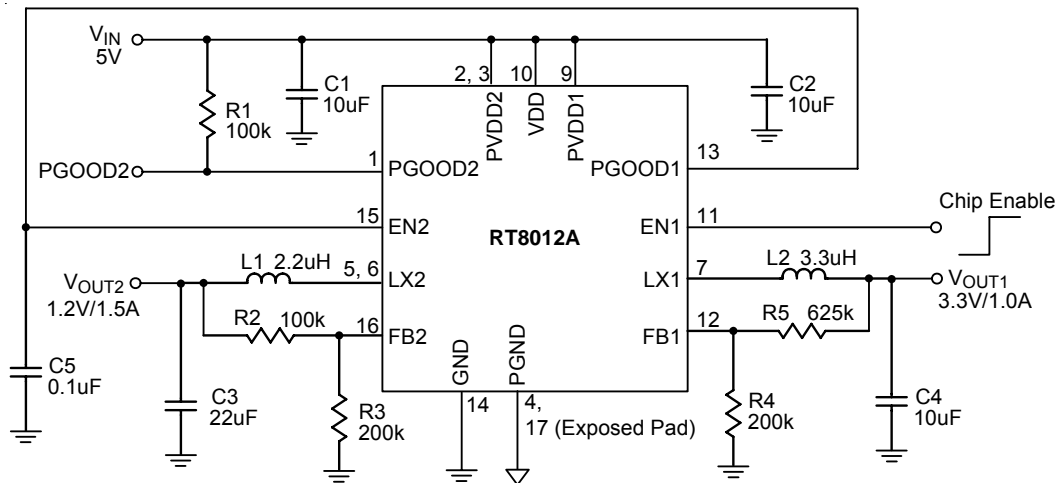 V_IN
5V
R1
100k
C1
10uF
2, 3
10
9
C2
10uF
PVDD2
VDD
PVDD1
PGOOD2
1
PGOOD2
PGOOD1
13
15
EN2
RT8012A
EN1
11
Chip Enable
V_OUT2
1.2V/1.5A
L1 2.2uH
5, 6
LX2
LX1
7
L2 3.3uH
V_OUT1
3.3V/1.0A
R2 100k
16
FB2
FB1
12
R5 625k
C5
0.1uF
C3
22uF
R3
200k
GND
PGND
14
4,
17 (Exposed Pad)
R4
200k
C4
10uF